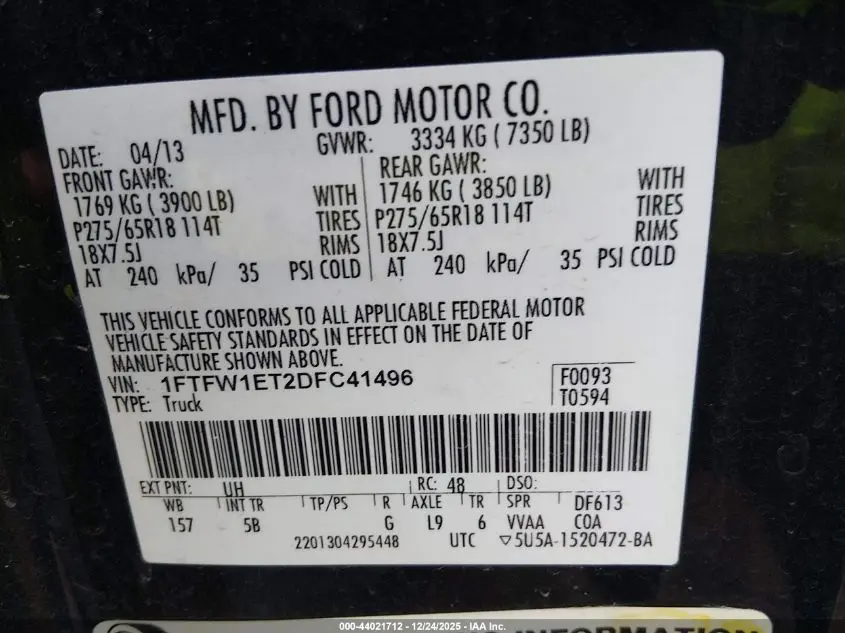 MFD. BY FORD MOTOR CO.
DATE: 04/13 GVWR: 3334 KG ( 7350 LB)
FRONT GAWR: REAR GAWR:
1769 KG ( 3900 LB) WITH 1746 KG ( 3850 LB) WITH
P275/65R18 114T TIRES P275/65R18 114T TIRES
18X7.5J RIMS 18X7.5J RIMS
AT 240 kPa/ 35 PSI COLD AT 240 kPa/ 35 PSI COLD
THIS VEHICLE CONFORMS TO ALL APPLICABLE FEDERAL MOTOR
VEHICLE SAFETY STANDARDS IN EFFECT ON THE DATE OF
MANUFACTURE SHOWN ABOVE.
VIN: 1FTFW1ET2DFC41496 F0093
TYPE: Truck T0594
EXT PNT: UH RC: 48 DSO:
WB INT TR TP/PS R AXLE TR SPR DF613
157 5B G L9 6 VVAA COA
2201304295448 UTC ▽5U5A-1520472-BA
INFORMATION
000-44021712 - 12/24/2025 - IAA Inc.